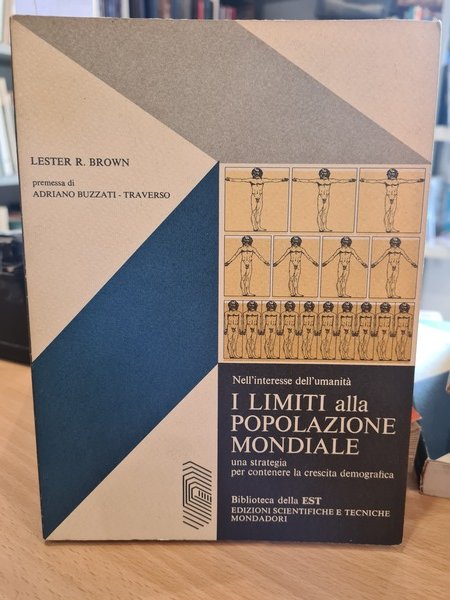 LESTER R. BROWN
premessa di
ADRIANO BUZZATI - TRAVERSO
Nell'interesse dell'umanità
I LIMITI alla
POPOLAZIONE
MONDIALE
una strategia
per contenere la crescita demografica
Biblioteca della EST
EDIZIONI SCIENTIFICHE E TECNICHE
MONDADORI